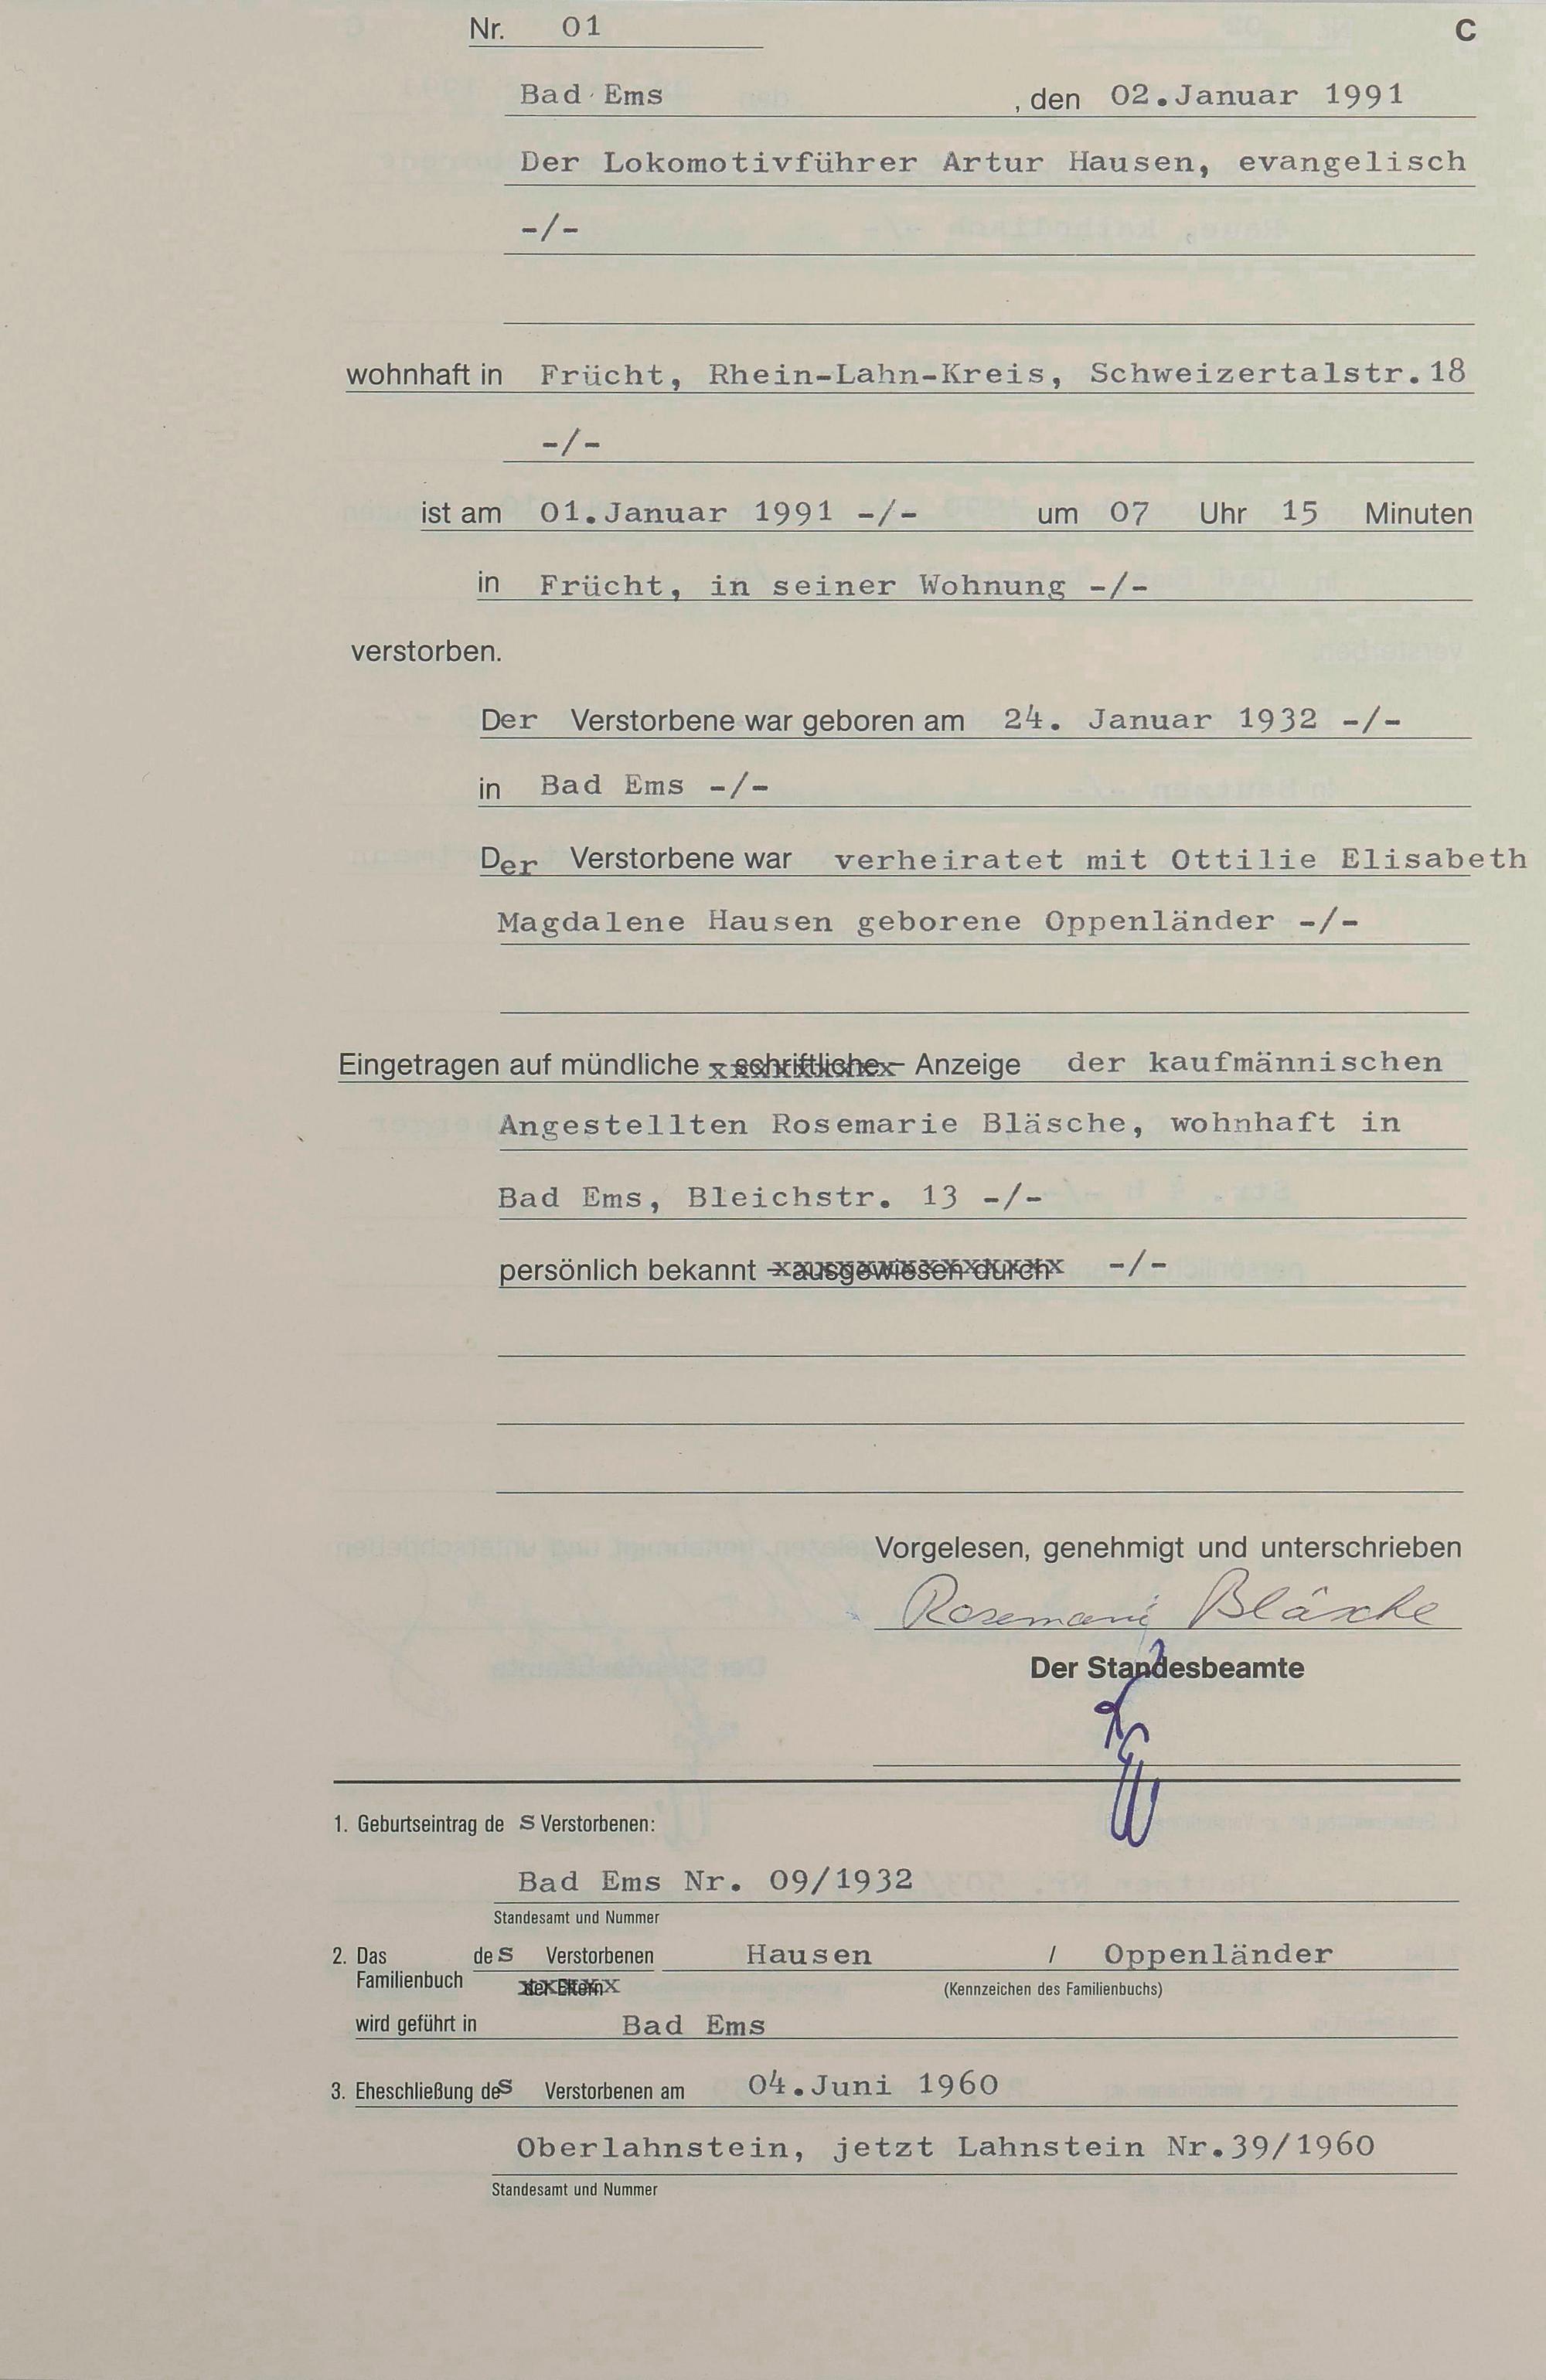 Nr. 01 C
Bad Ems , den 02.Januar 1991
Der Lokomotivführer Artur Hausen, evangelisch
-/-
wohnhaft in Frücht, Rhein-Lahn-Kreis, Schweizertalstr.18
-/-
ist am 01.Januar 1991 -/- um 07 Uhr 15 Minuten
in Frücht, in seiner Wohnung -/-
verstorben.
Der Verstorbene war geboren am 24. Januar 1932 -/-
in Bad Ems -/-
Der Verstorbene war verheiratet mit Ottilie Elisabeth
Magdalene Hausen geborene Oppenländer -/-
Eingetragen auf mündliche - schriftliche - Anzeige der kaufmännischen
Angestellten Rosemarie Bläsche, wohnhaft in
Bad Ems, Bleichstr. 13 -/-
persönlich bekannt - ausgewiesen durch -/-
Vorgelesen, genehmigt und unterschrieben
Rosemarie Bläsche
Der Standesbeamte
1. Geburtseintrag des Verstorbenen:
Bad Ems Nr. 09/1932
Standesamt und Nummer
2. Das des Verstorbenen Hausen / Oppenländer
Familienbuch der Eltern (Kennzeichen des Familienbuchs)
wird geführt in Bad Ems
3. Eheschließung des Verstorbenen am 04.Juni 1960
Oberlahnstein, jetzt Lahnstein Nr.39/1960
Standesamt und Nummer